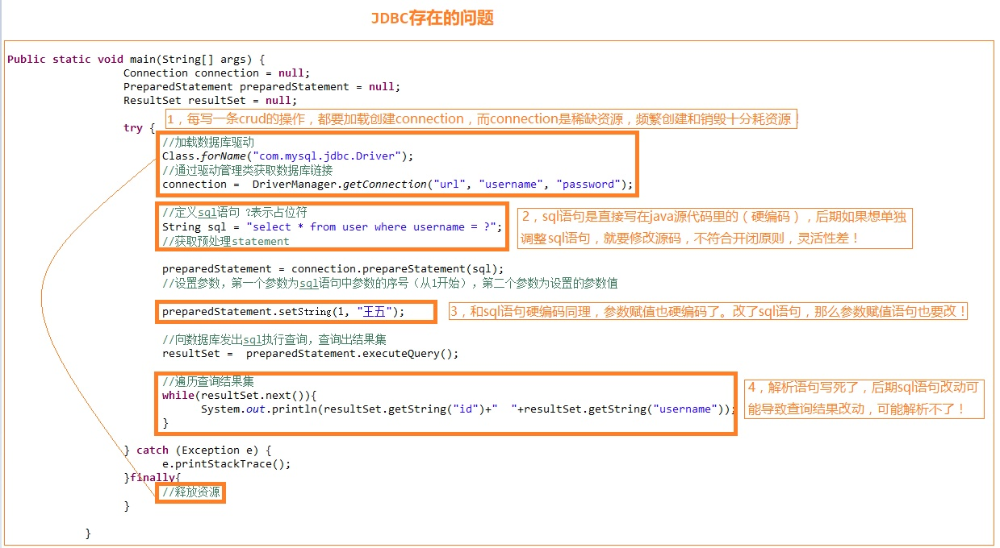 JDBC存在的问题
Public static void main(String[] args) {
Connection connection = null;
PreparedStatement preparedStatement = null;
ResultSet resultSet = null;
try {
1，每写一条crud的操作，都要加载创建connection，而connection是稀缺资源，频繁创建和销毁十分耗资源！
//加载数据库驱动
Class.forName("com.mysql.jdbc.Driver");
//通过驱动管理类获取数据库链接
connection =  DriverManager.getConnection("url", "username", "password");
//定义sql语句 ?表示占位符
String sql = "select * from user where username = ?";
//获取预处理statement
2，sql语句是直接写在java源代码里的（硬编码），后期如果想单独
调整sql语句，就要修改源码，不符合开闭原则，灵活性差！
preparedStatement = connection.prepareStatement(sql);
//设置参数，第一个参数为sql语句中参数的序号（从1开始），第二个参数为设置的参数值
preparedStatement.setString(1, "王五");
3，和sql语句硬编码同理，参数赋值也硬编码了。改了sql语句，那么参数赋值语句也要改！
//向数据库发出sql执行查询，查询出结果集
resultSet =  preparedStatement.executeQuery();
//遍历查询结果集
while(resultSet.next()){
System.out.println(resultSet.getString("id")+"  "+resultSet.getString("username"));
}
4，解析语句写死了，后期sql语句改动可
能导致查询结果改动，可能解析不了！
} catch (Exception e) {
e.printStackTrace();
}finally{
//释放资源
}
}